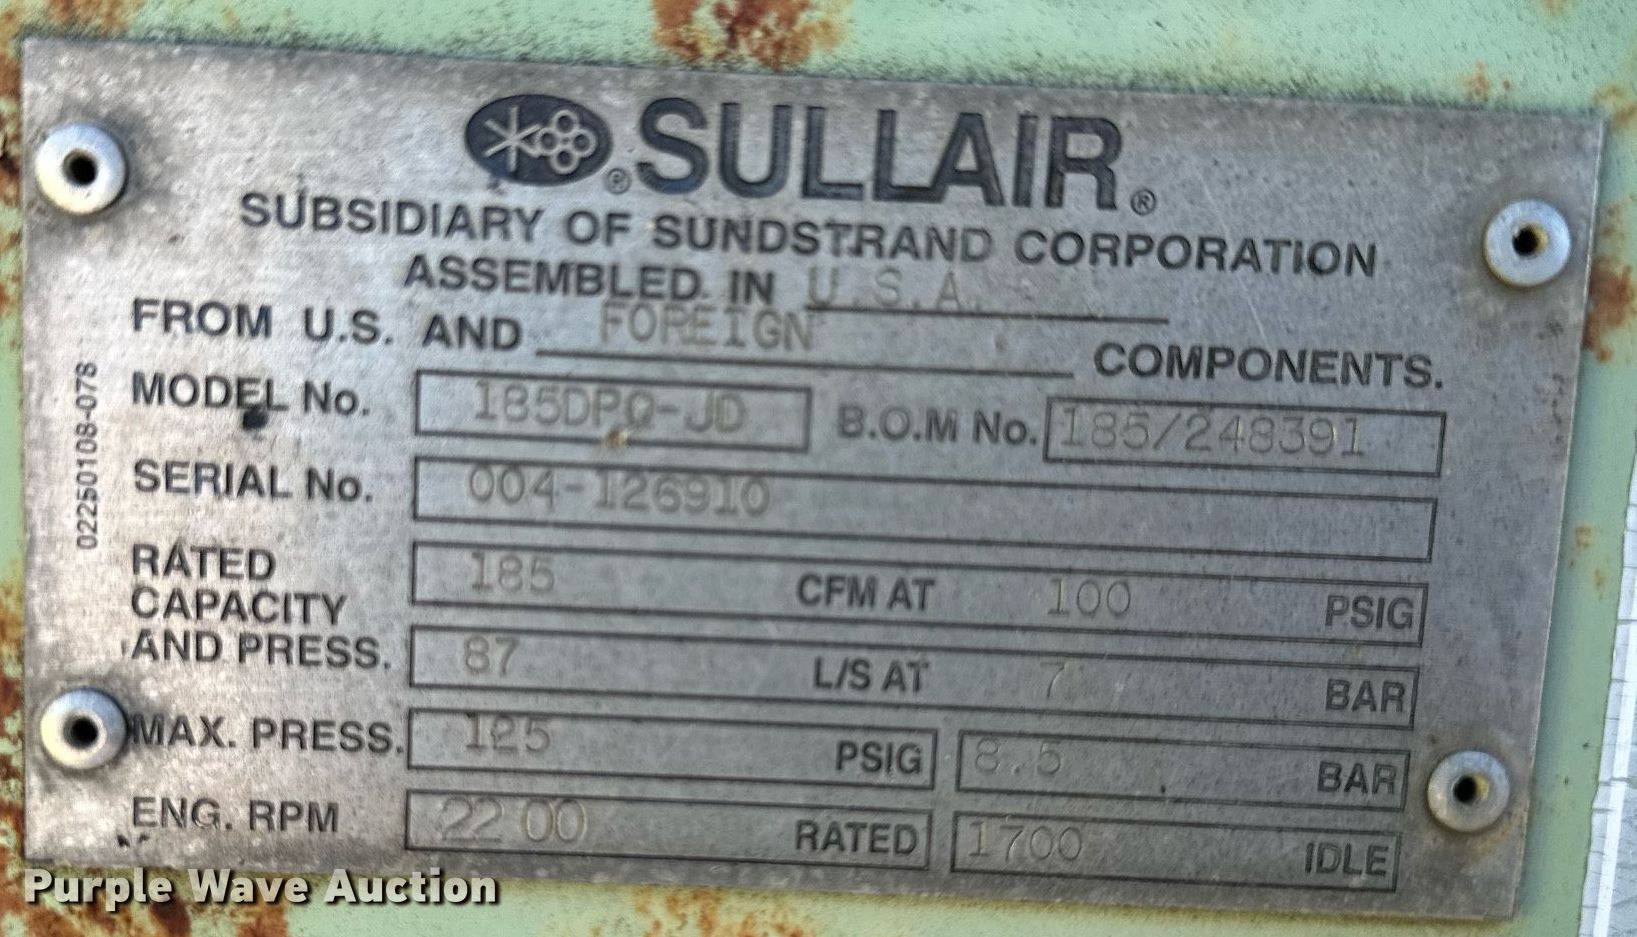 ®SULLAIR®
SUBSIDIARY OF SUNDSTRAND CORPORATION
ASSEMBLED IN U.S.A.
FROM U.S. AND FOREIGN COMPONENTS.
MODEL No. 185DPQ-JD B.O.M No. 185/248391
SERIAL No. 004-126910
RATED CAPACITY AND PRESS. 185 CFM AT 100 PSIG
87 L/S AT 7 BAR
MAX. PRESS. 125 PSIG 8.5 BAR
ENG. RPM 2200 RATED 1700 IDLE
02250108-078
Purple Wave Auction